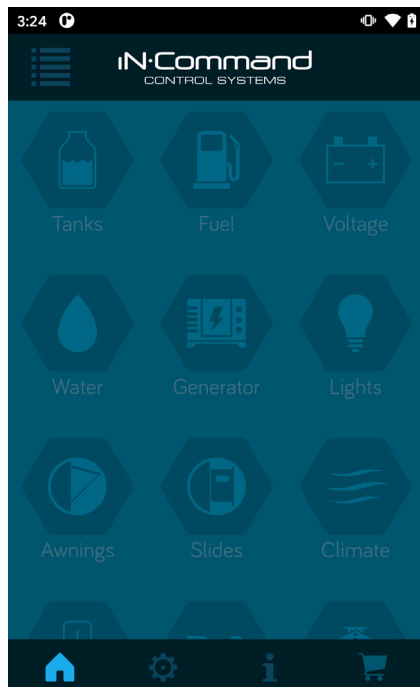 3:24
iN·Command
CONTROL SYSTEMS
Tanks Fuel Voltage
Water Generator Lights
Awnings Slides Climate